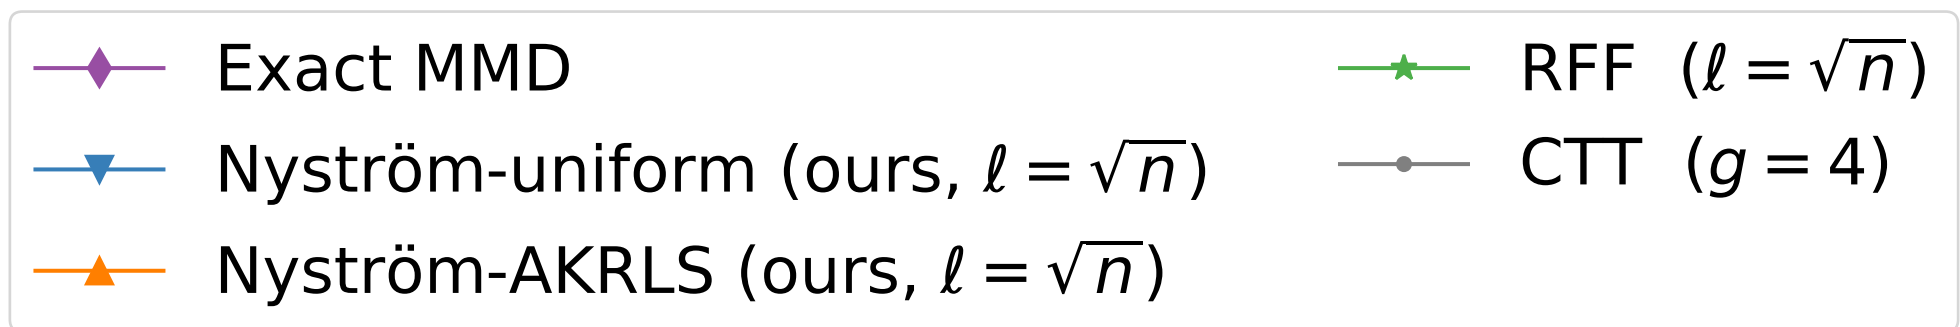 Exact MMD
Nyström-uniform (ours, ℓ = √n)
Nyström-AKRLS (ours, ℓ = √n)
RFF (ℓ = √n)
CTT (g = 4)